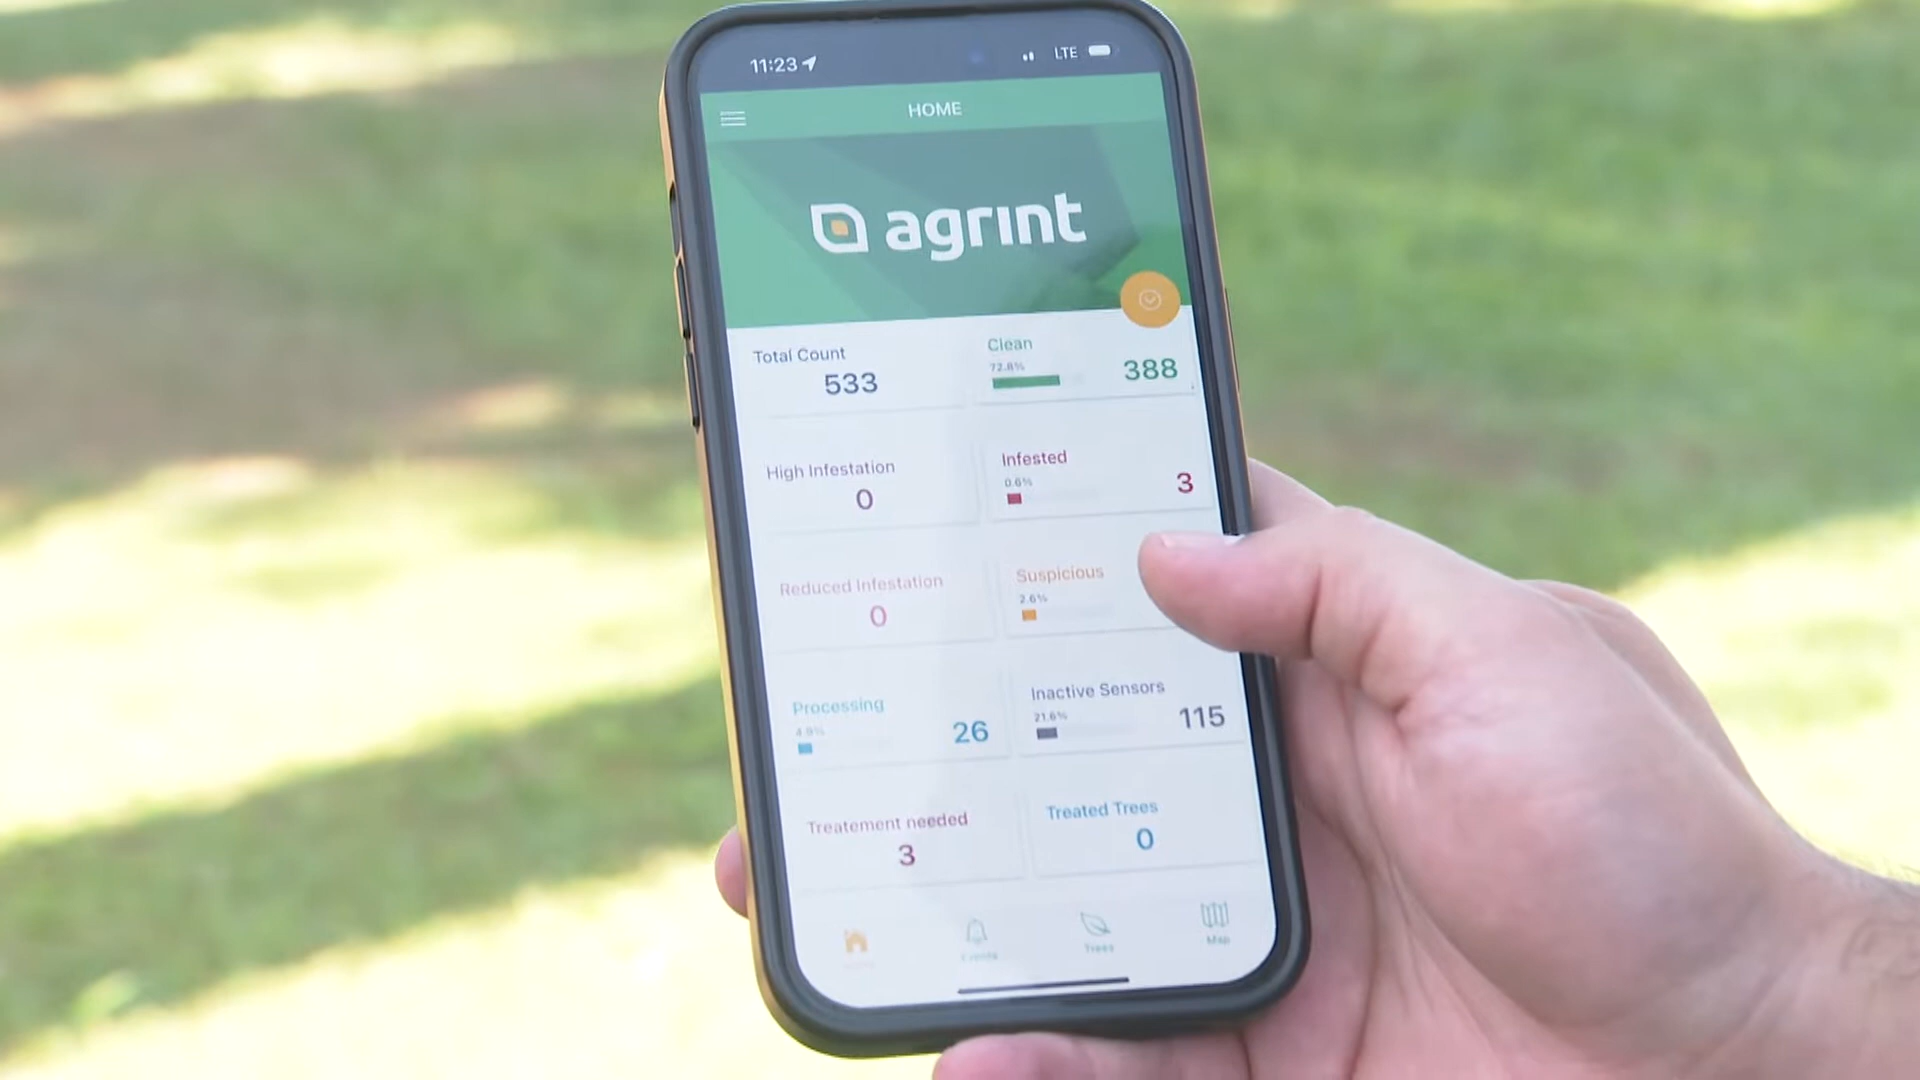 11:23
LTE
HOME
agrint
Total Count
533
Clean
72.8%
388
High Infestation
0
Infested
0.6%
3
Reduced Infestation
0
Suspicious
2.6%
Processing
4.9%
26
Inactive Sensors
21.6%
115
Treatement needed
3
Treated Trees
0
Events
Trees
Map